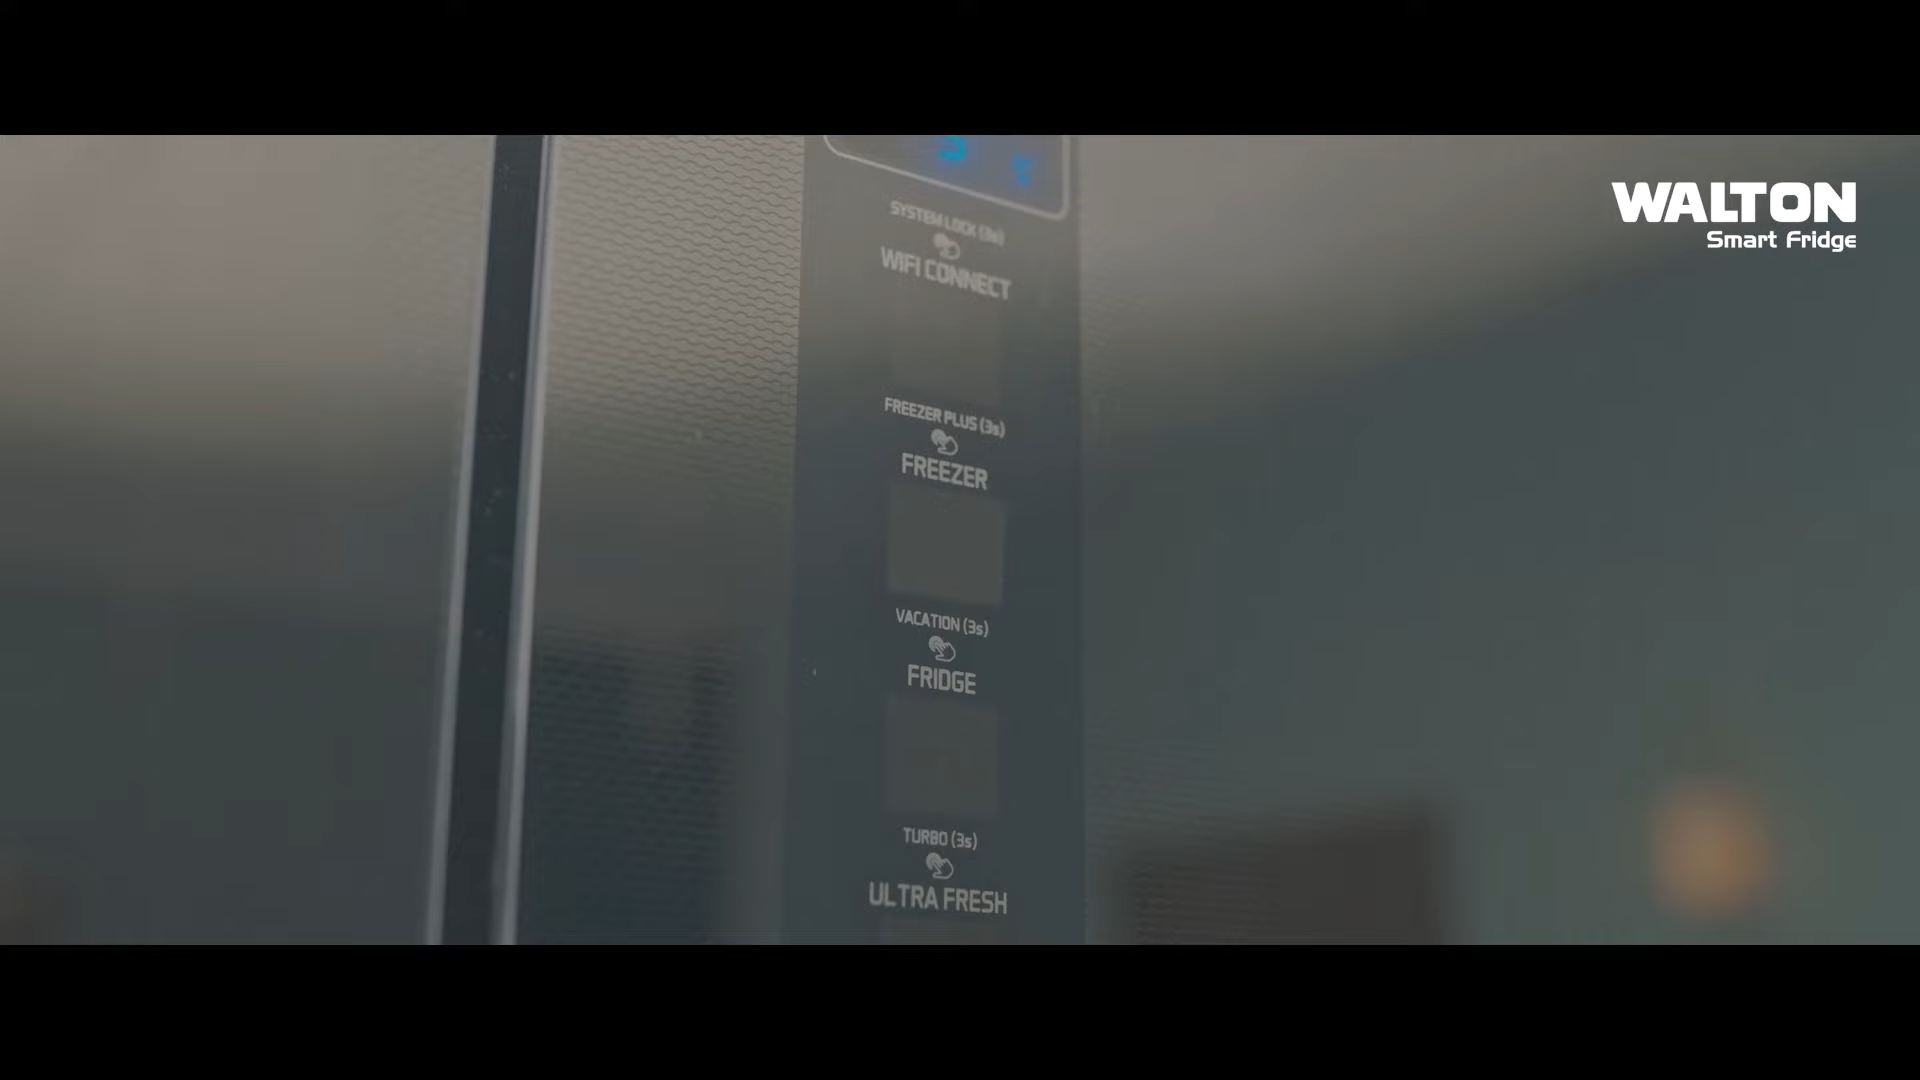 WALTON
Smart Fridge
°C
SYSTEM LOCK (3s)
WIFI CONNECT
FREEZER PLUS (3s)
FREEZER
VACATION (3s)
FRIDGE
TURBO (3s)
ULTRA FRESH